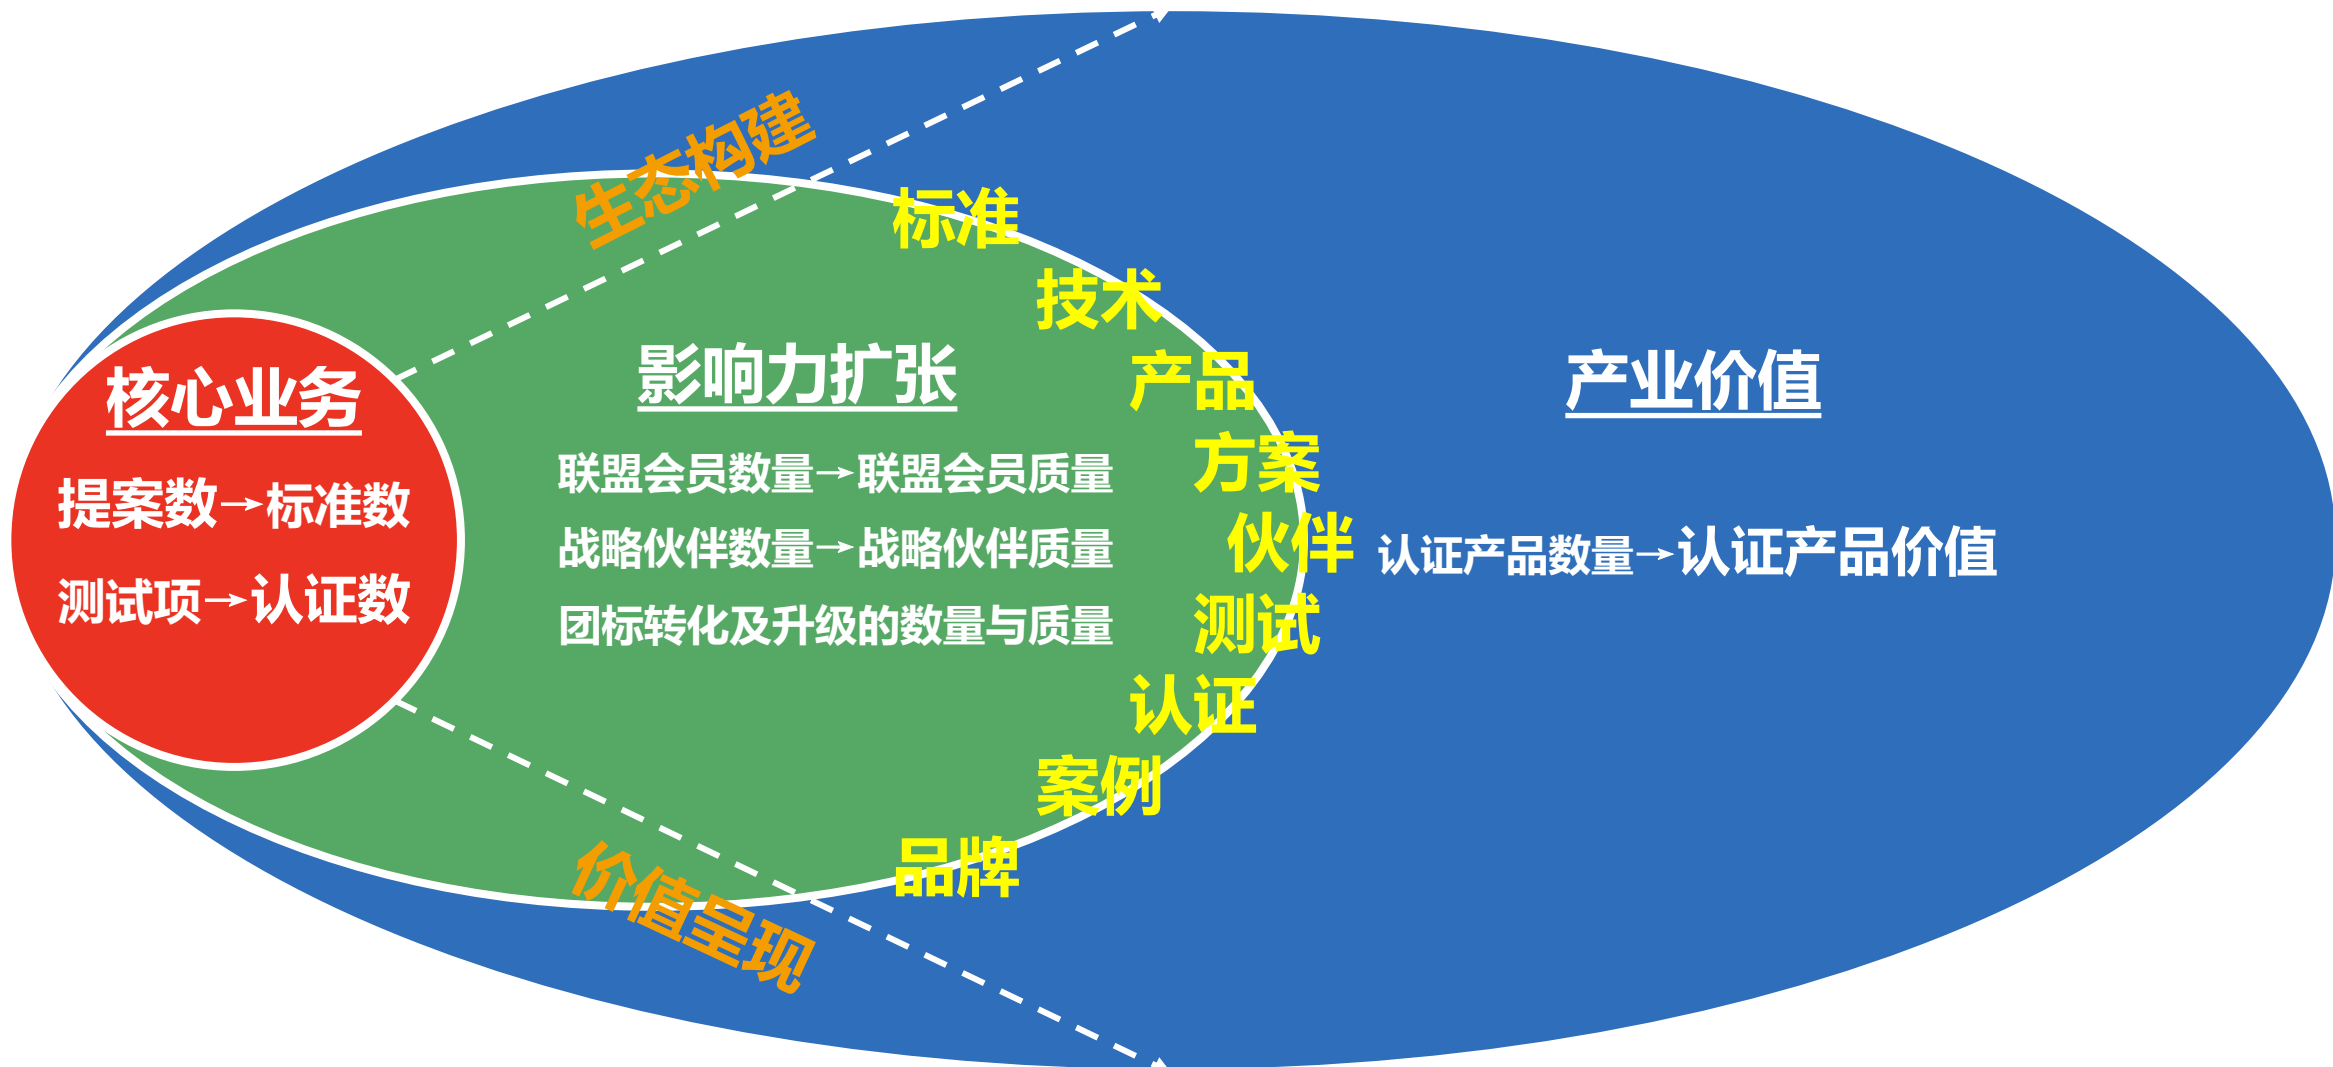 生态构建
核心业务
提案数→标准数
测试项→认证数
影响力扩张
联盟会员数量→联盟会员质量
战略伙伴数量→战略伙伴质量
团标转化及升级的数量与质量
标准
技术
产品
方案
伙伴
测试
认证
案例
品牌
产业价值
认证产品数量→认证产品价值
价值呈现